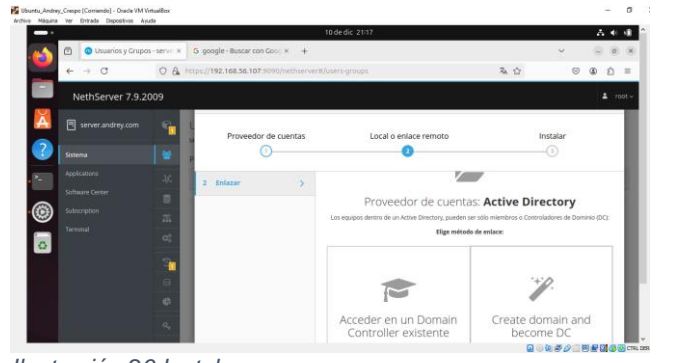 Ubuntu_Andrey_Crespo [Corriendo] - Oracle VM VirtualBox
Archivo Máquina Ver Entrada Dispositivos Ayuda
10 de dic 21:17
Usuarios y Grupos - server
google - Buscar con Goo
https://192.168.56.107:9090/nethserver#/users-groups
NethServer 7.9.2009
root
server.andrey.com
Sistema
Applications
Software Center
Subscription
Terminal
Proveedor de cuentas
Local o enlace remoto
Instalar
1
2
3
2 Enlazar
Proveedor de cuentas: Active Directory
Los equipos dentro de un Active Directory, pueden ser sólo miembros o Controladores de Dominio (DC):
Elige método de enlace:
Acceder en un Domain
Controller existente
Create domain and
become DC